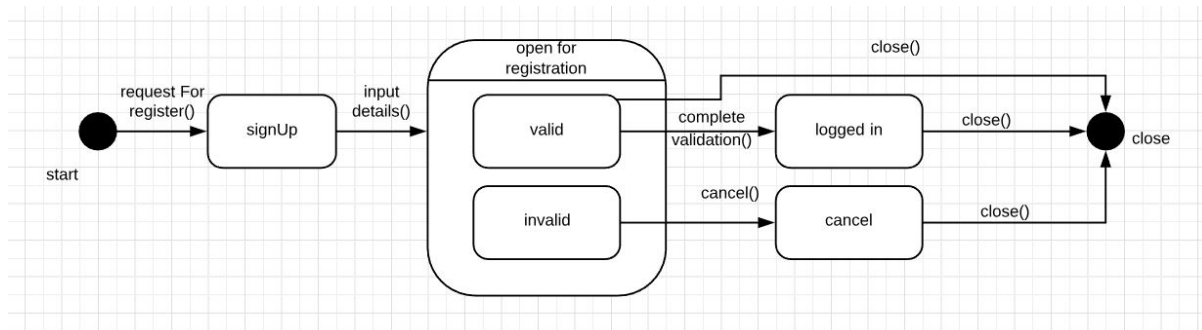 start
request For
register()
signUp
input
details()
open for
registration
valid
invalid
close()
complete
validation()
logged in
close()
close
cancel()
cancel
close()